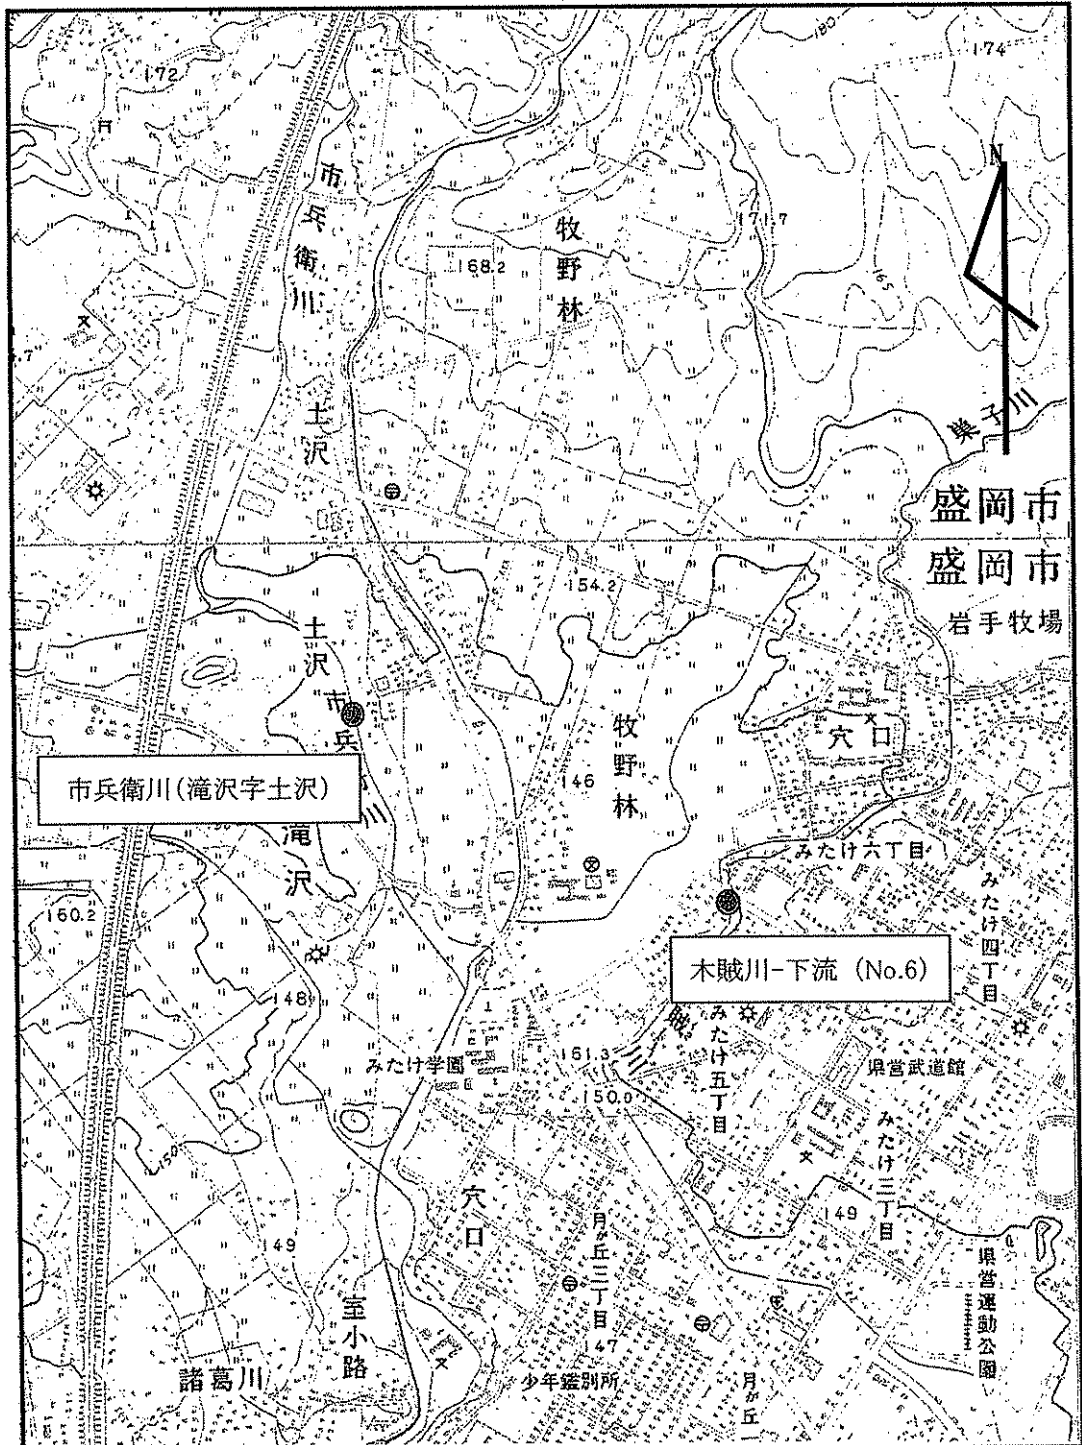 172
180
174
N
市兵衛川
牧野林
171.7
168.2
165
土沢
巣子川
盛岡市
盛岡市
154.2
岩手牧場
土沢
市兵
川
牧野林
穴口
146
市兵衛川(滝沢字土沢)
滝沢
みたけ六丁目
160.2
みたけ四丁目
木賊川-下流 (No.6)
148
賊川
みたけ五丁目
みたけ学園
151.3
県営武道館
150.0
みたけ三丁目
150
穴口
149
149
月が丘三丁目
県営運動公園
室小路
147
諸葛川
少年鑑別所
月が丘